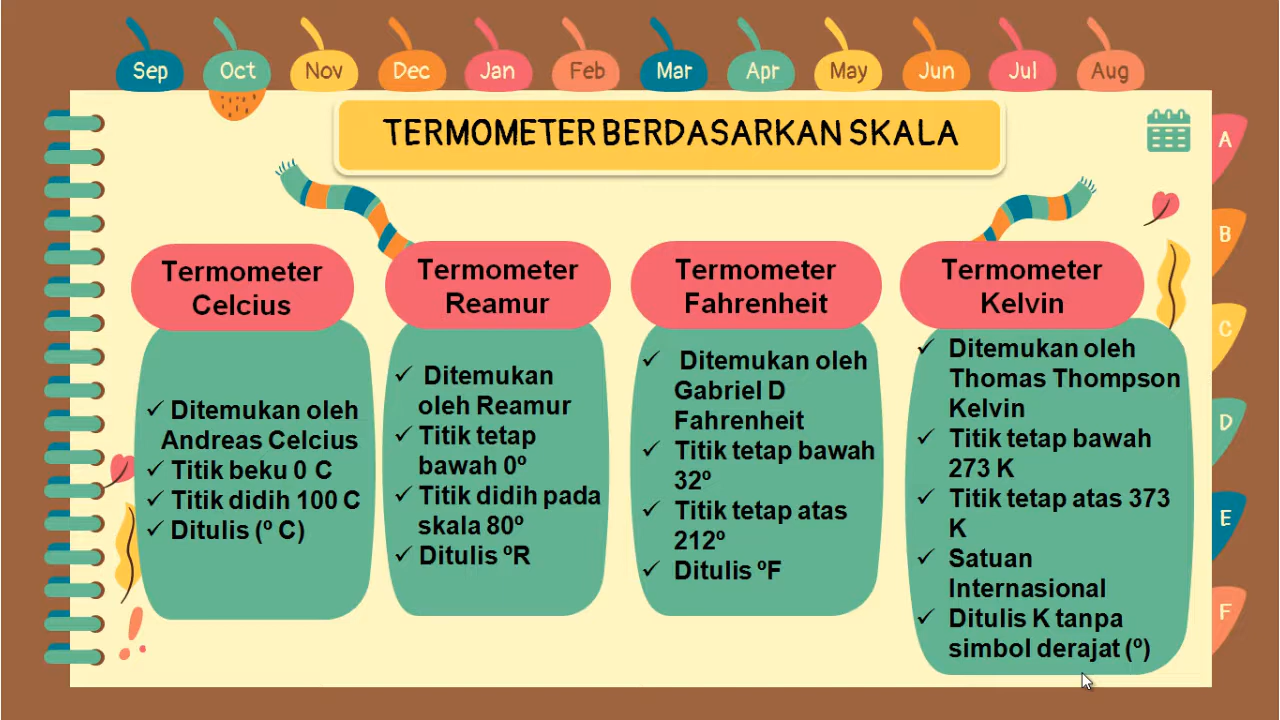 Sep Oct Nov Dec Jan Feb Mar Apr May Jun Jul Aug
TERMOMETER BERDASARKAN SKALA
A
B
C
D
E
F
Termometer
Celcius
Ditemukan oleh
Andreas Celcius
Titik beku 0 C
Titik didih 100 C
Ditulis (º C)
Termometer
Reamur
Ditemukan
oleh Reamur
Titik tetap
bawah 0º
Titik didih pada
skala 80º
Ditulis ºR
Termometer
Fahrenheit
Ditemukan oleh
Gabriel D
Fahrenheit
Titik tetap bawah
32º
Titik tetap atas
212º
Ditulis ºF
Termometer
Kelvin
Ditemukan oleh
Thomas Thompson
Kelvin
Titik tetap bawah
273 K
Titik tetap atas 373
K
Satuan
Internasional
Ditulis K tanpa
simbol derajat (º)